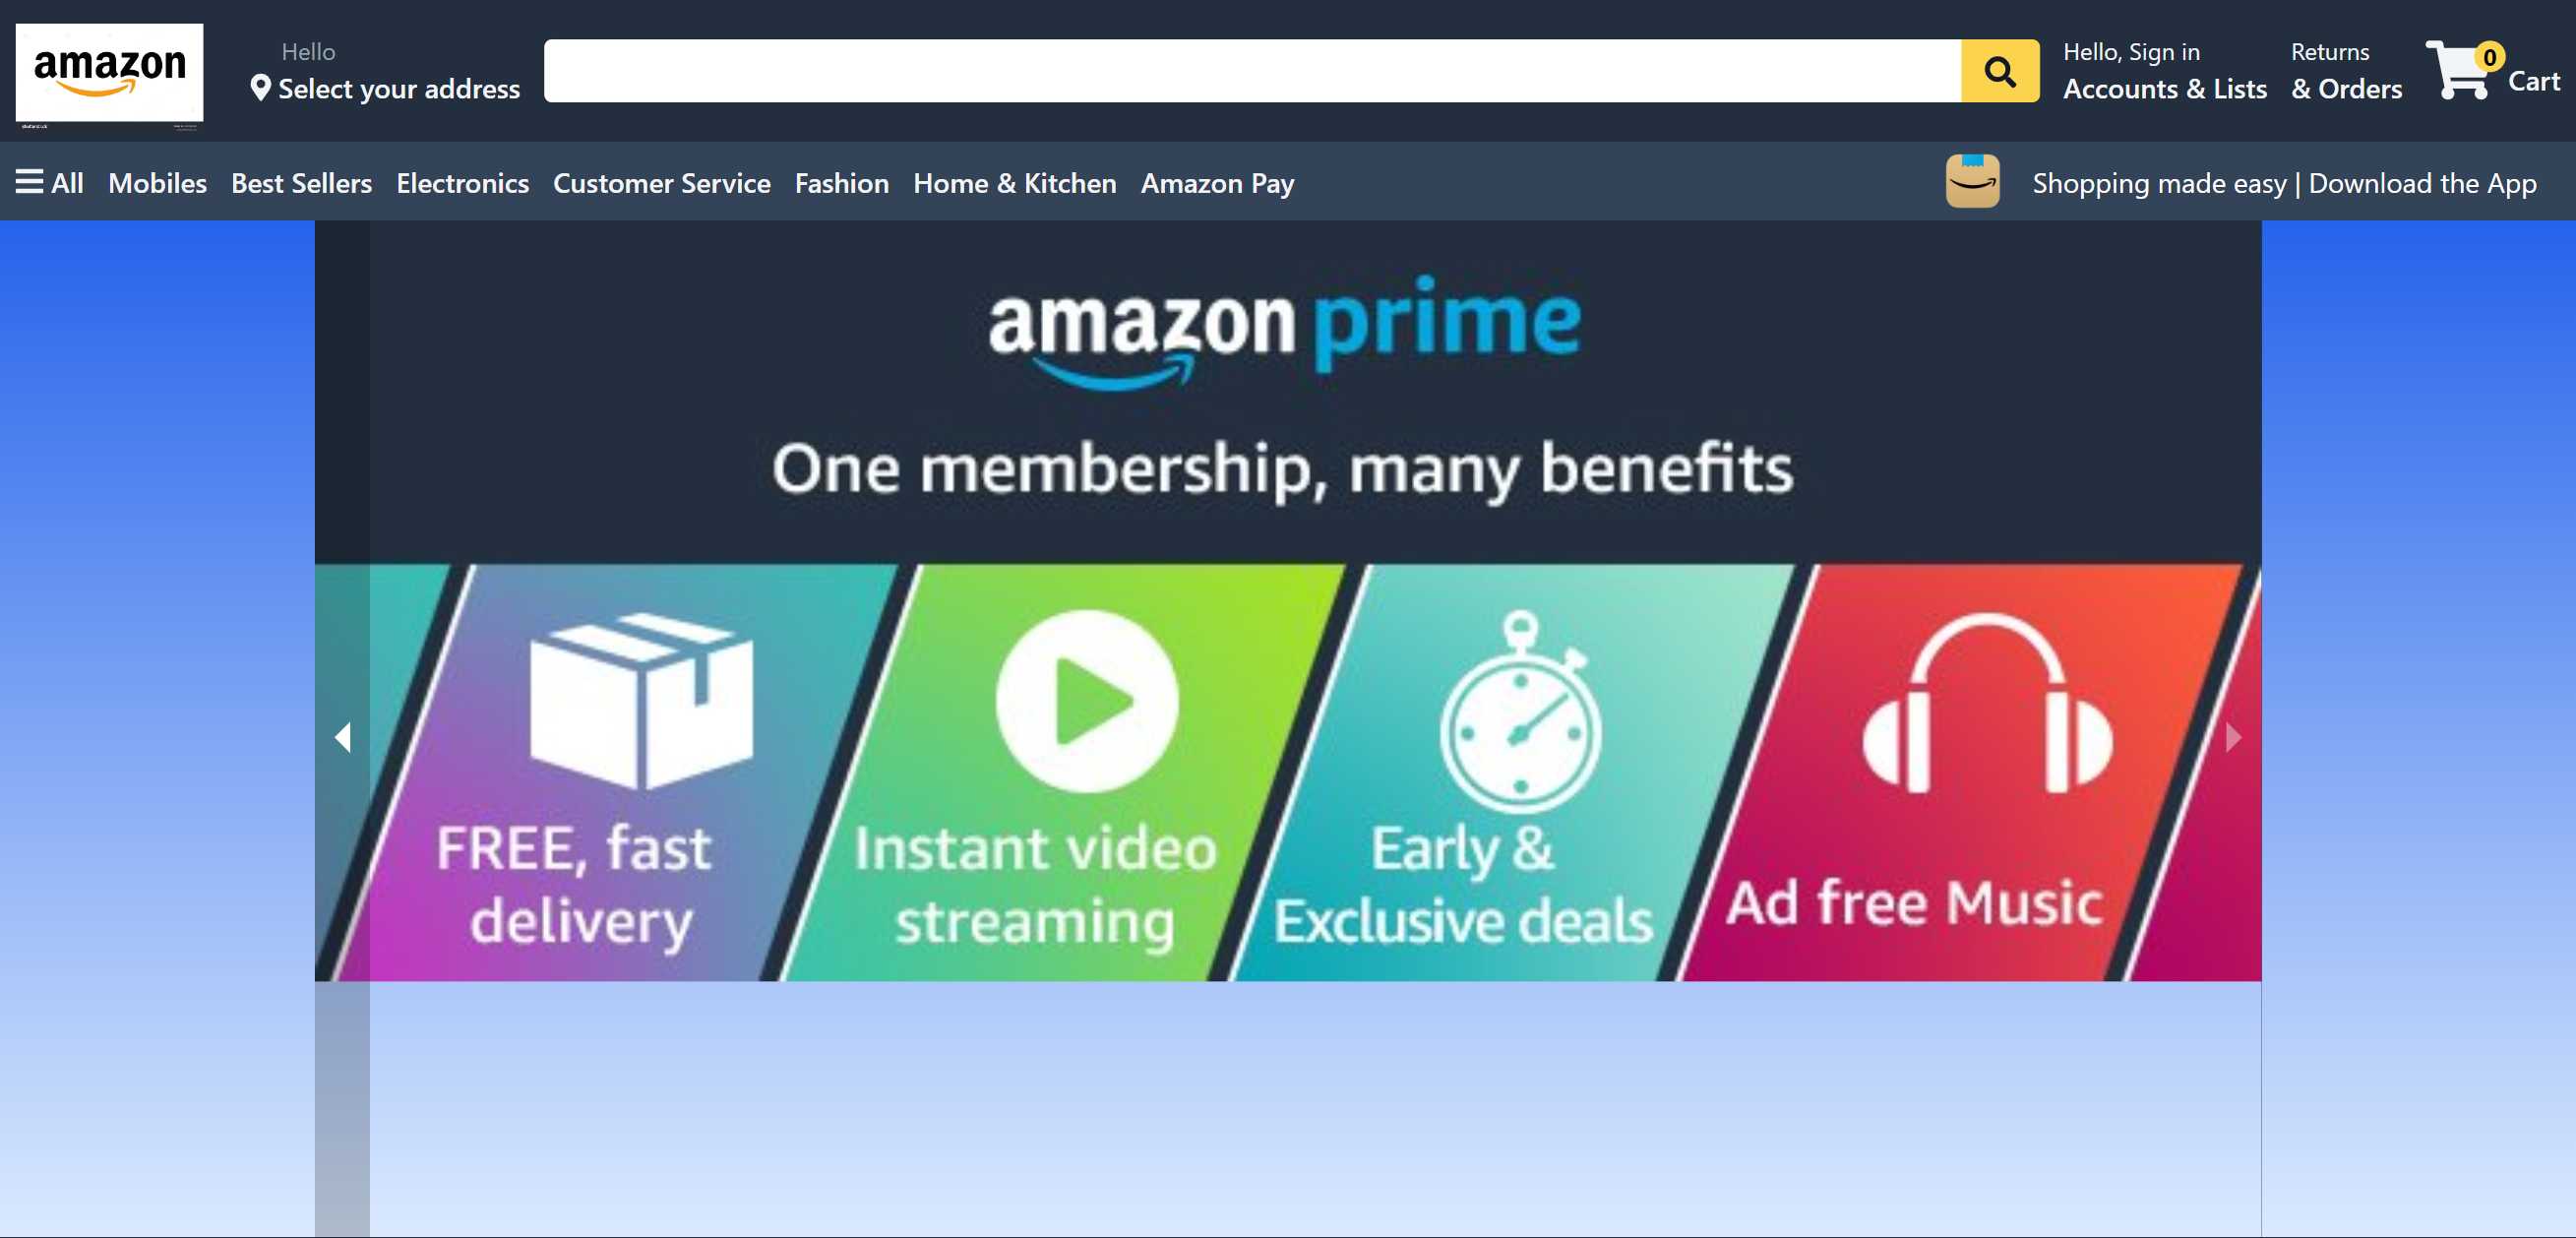 amazon
Hello
Select your address
Hello, Sign in
Accounts & Lists
Returns
& Orders
0
Cart
All Mobiles Best Sellers Electronics Customer Service Fashion Home & Kitchen Amazon Pay
Shopping made easy | Download the App
amazon prime
One membership, many benefits
FREE, fast
delivery
Instant video
streaming
Early &
Exclusive deals
Ad free Music